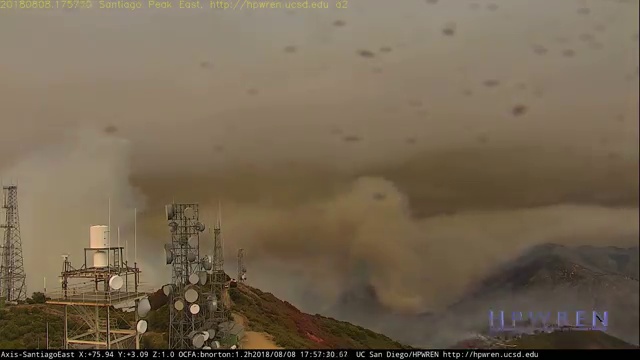 20180808.175730 Santiago Peak East, http://hpwren.ucsd.edu a2
HPWREN
Axis-SantiagoEast X:+75.94 Y:+3.09 Z:1.0 OCFA:bnorton:1.2h2018/08/08 17:57:30.67 UC San Diego/HPWREN http://hpwren.ucsd.edu